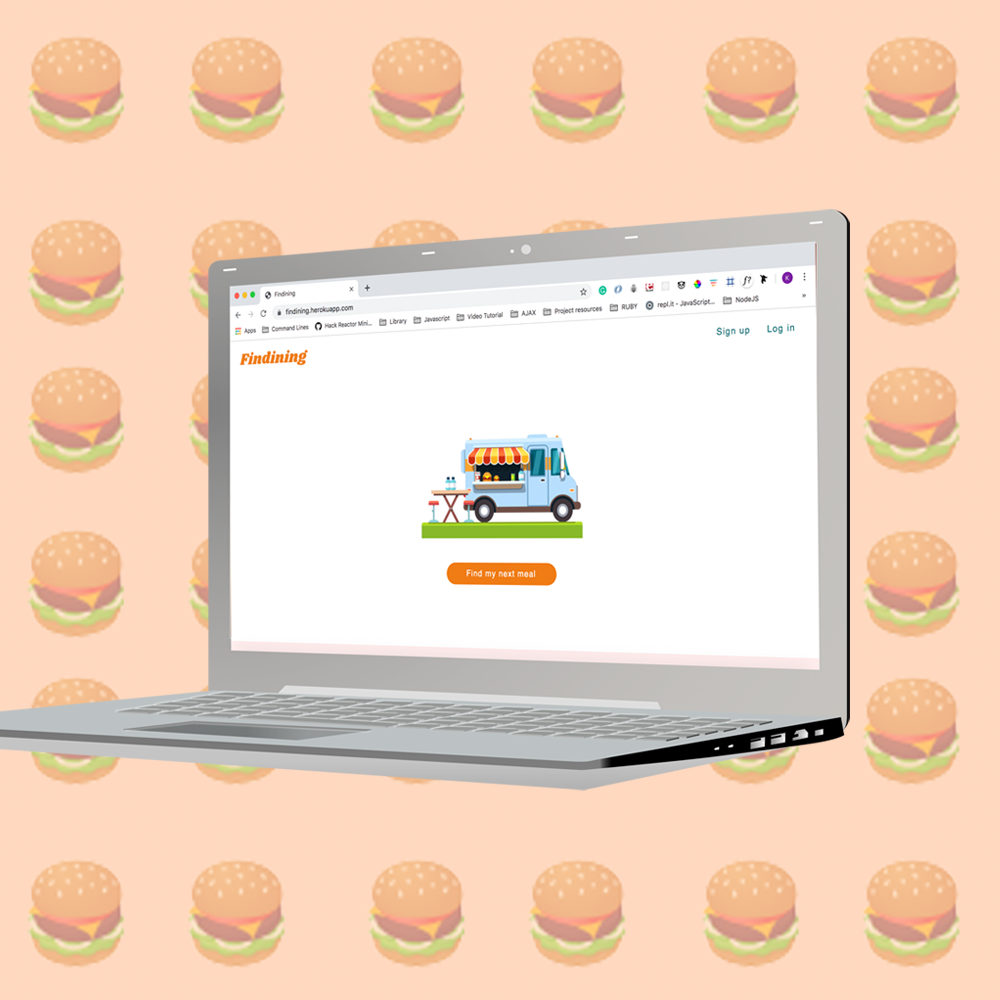 Findining
findining.herokuapp.com
Apps Command Lines Hack Reactor Mini... Library Javascript Video Tutorial AJAX Project resources RUBY repl.it - JavaScript... NodeJS »
Sign up Log in
Findining
Find my next meal